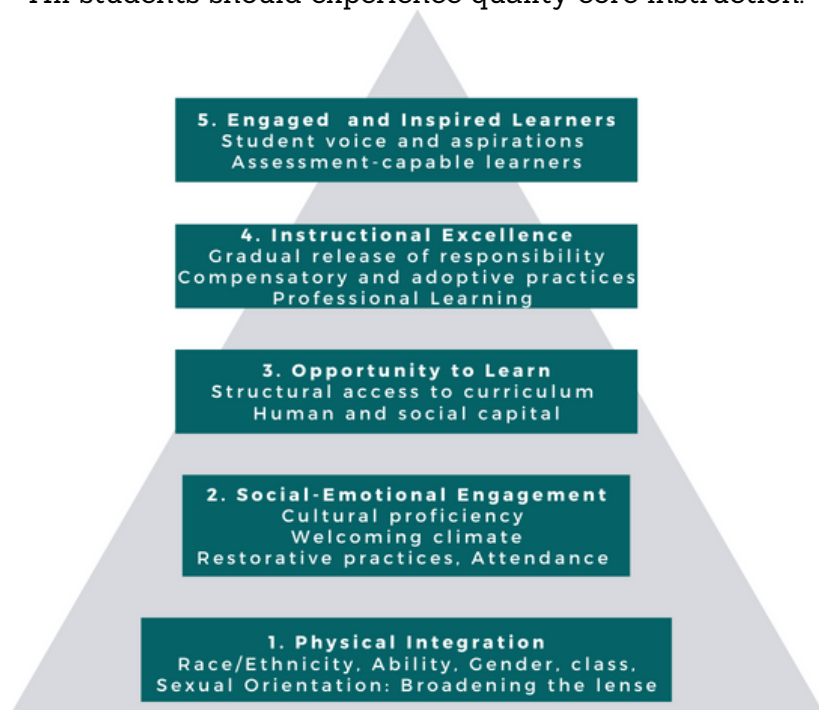 All students should experience quality core instruction.
5. Engaged and Inspired Learners
Student voice and aspirations
Assessment-capable learners
4. Instructional Excellence
Gradual release of responsibility
Compensatory and adoptive practices
Professional Learning
3. Opportunity to Learn
Structural access to curriculum
Human and social capital
2. Social-Emotional Engagement
Cultural proficiency
Welcoming climate
Restorative practices, Attendance
1. Physical Integration
Race/Ethnicity, Ability, Gender, class,
Sexual Orientation: Broadening the lense